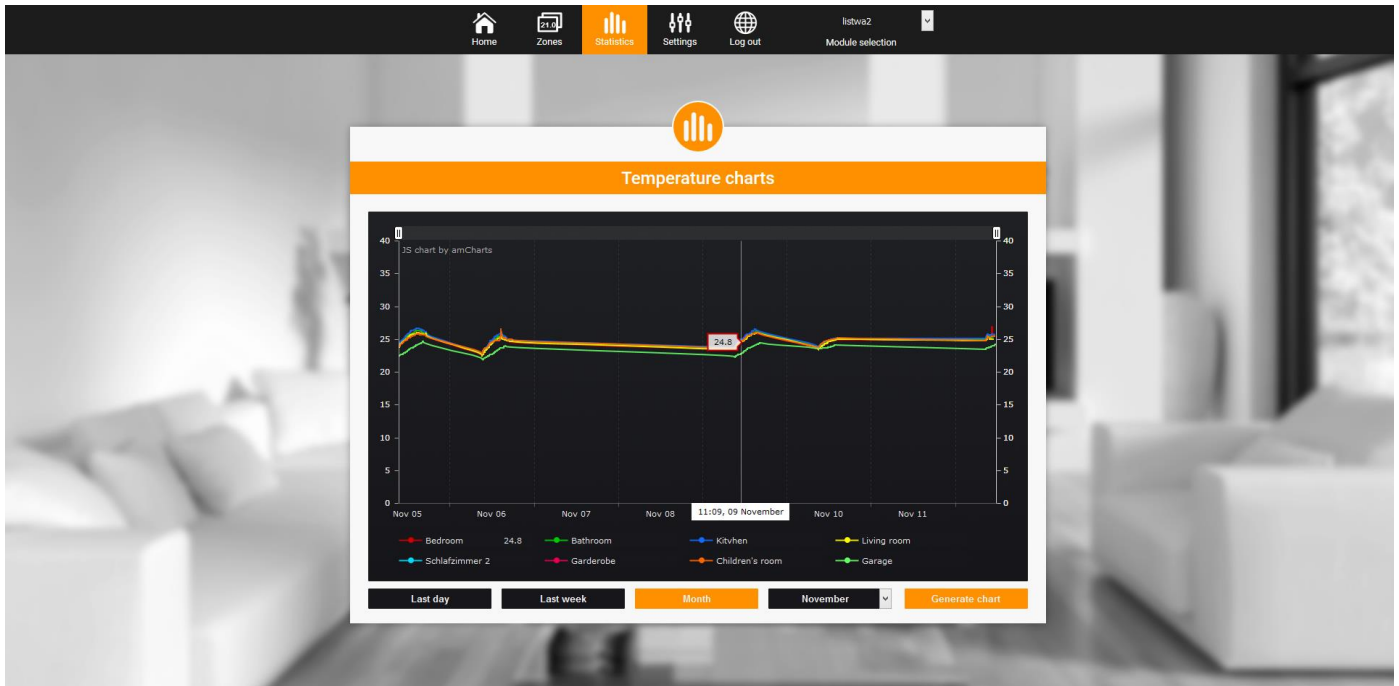 21.0
Home Zones Statistics Settings Log out
listwa2
Module selection
Temperature charts
JS chart by amCharts
40 40
35 35
30 30
25 25
24.8
20 20
15 15
10 10
5 5
0 0
Nov 05 Nov 06 Nov 07 Nov 08 11:09, 09 November Nov 10 Nov 11
Bedroom 24.8 Bathroom Kitvhen Living room
Schlafzimmer 2 Garderobe Children's room Garage
Last day Last week Month November Generate chart